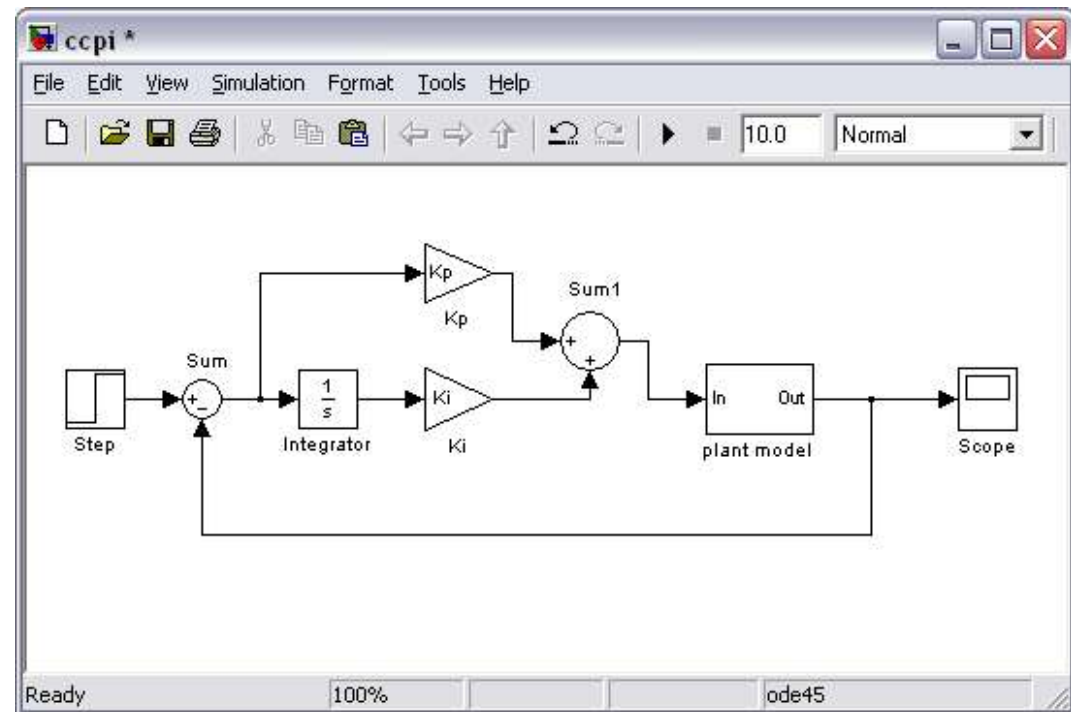 ccpi *
File Edit View Simulation Format Tools Help
10.0 Normal
Kp
Kp
Sum1
+
+
Sum
+
−
1
s
Ki
In Out
Step
Integrator
Ki
plant model
Scope
Ready 100% ode45